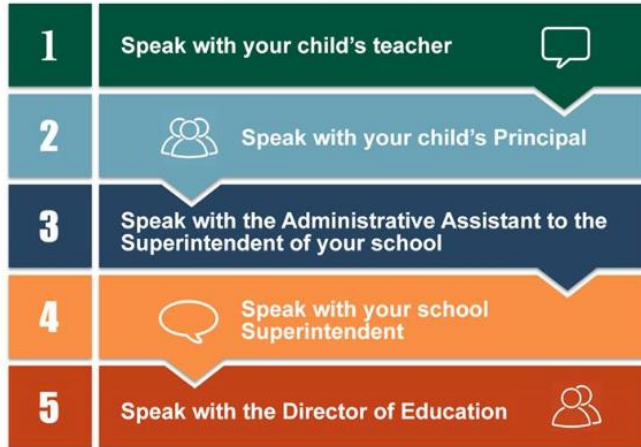 1
Speak with your child's teacher
2
Speak with your child's Principal
3
Speak with the Administrative Assistant to the
Superintendent of your school
4
Speak with your school
Superintendent
5
Speak with the Director of Education